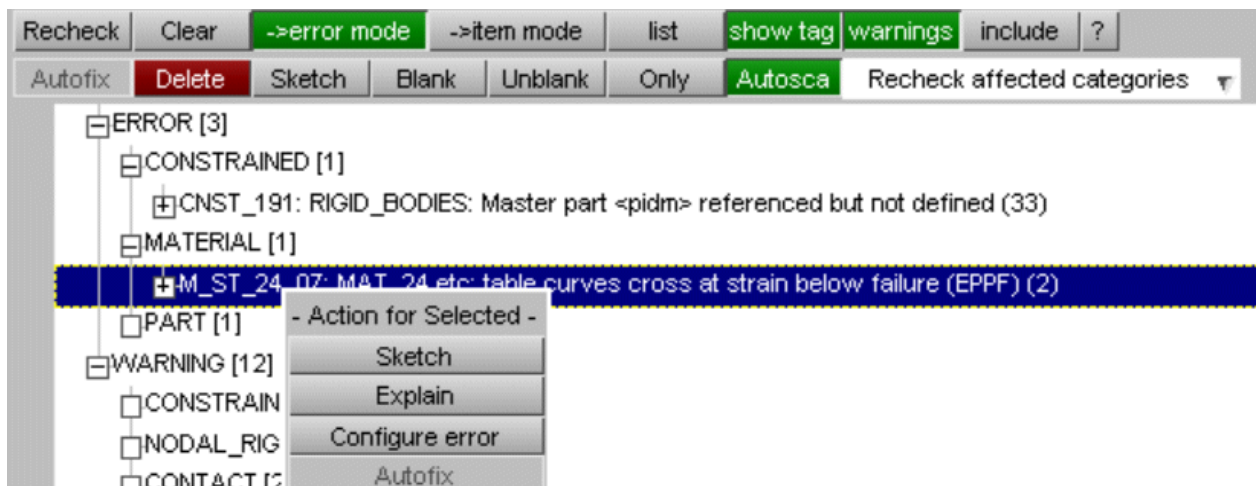 Recheck Clear ->error mode ->item mode list show tag warnings include ?
Autofix Delete Sketch Blank Unblank Only Autosca Recheck affected categories
ERROR [3]
CONSTRAINED [1]
CNST_191: RIGID_BODIES: Master part <pidm> referenced but not defined (33)
MATERIAL [1]
M_ST_24_07: MAT_24 etc: table curves cross at strain below failure (EPPF) (2)
- Action for Selected -
PART [1]
Sketch
WARNING [12]
Explain
CONSTRAIN
Configure error
NODAL_RIG
Autofix
CONTACT [2